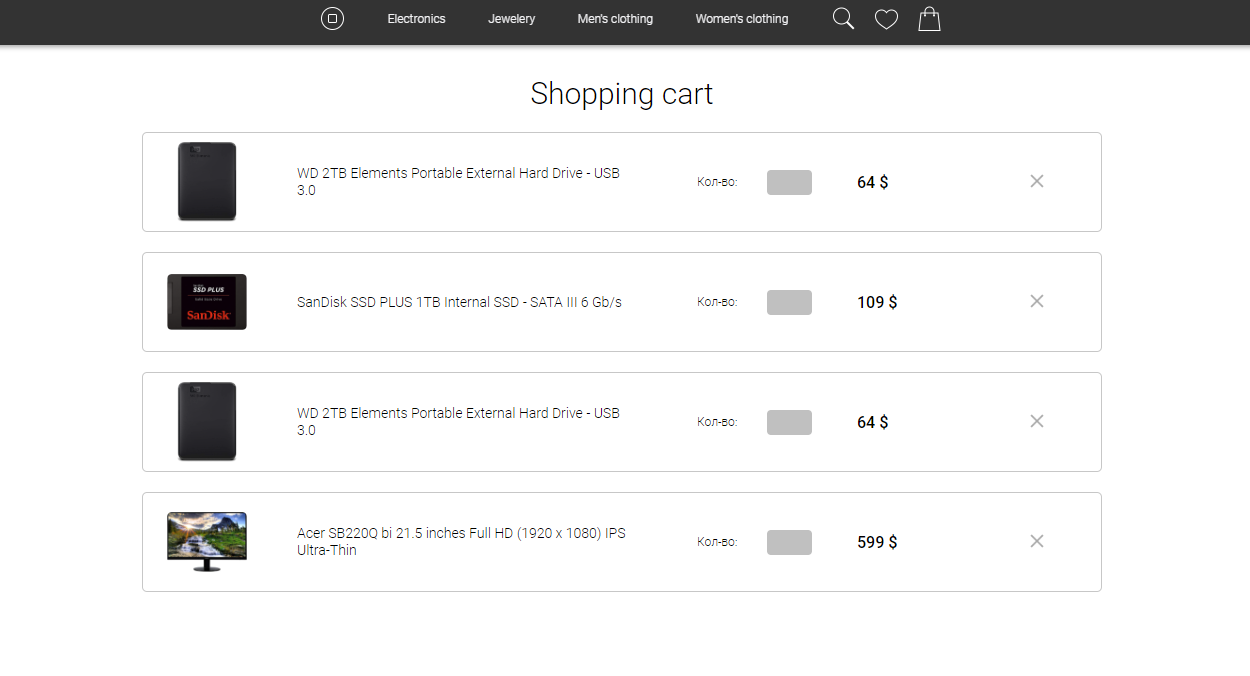 Electronics Jewelery Men's clothing Women's clothing
Shopping cart
WD 2TB Elements Portable External Hard Drive - USB
3.0
Кол-во:
64 $
SSD PLUS
SanDisk
SanDisk SSD PLUS 1TB Internal SSD - SATA III 6 Gb/s
Кол-во:
109 $
WD 2TB Elements Portable External Hard Drive - USB
3.0
Кол-во:
64 $
Acer SB220Q bi 21.5 inches Full HD (1920 x 1080) IPS
Ultra-Thin
Кол-во:
599 $